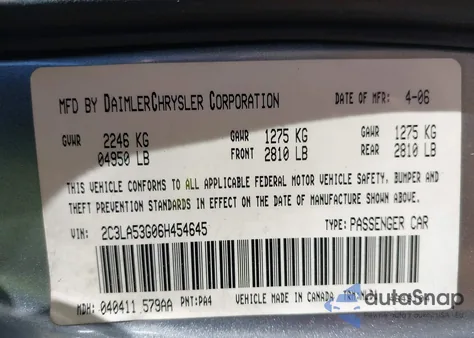 MFD BY DAIMLERCHRYSLER CORPORATION DATE OF MFR: 4-06
GVWR 2246 KG GAWR 1275 KG GAWR 1275 KG
04950 LB FRONT 2810 LB REAR 2810 LB
THIS VEHICLE CONFORMS TO ALL APPLICABLE FEDERAL MOTOR VEHICLE SAFETY, BUMPER AND
THEFT PREVENTION STANDARDS IN EFFECT ON THE DATE OF MANUFACTURE SHOWN ABOVE.
VIN: 2C3LA53G06H454645 TYPE: PASSENGER CAR
MDH: 040411 579AA PNT: PA4 VEHICLE MADE IN CANADA
autoSnap